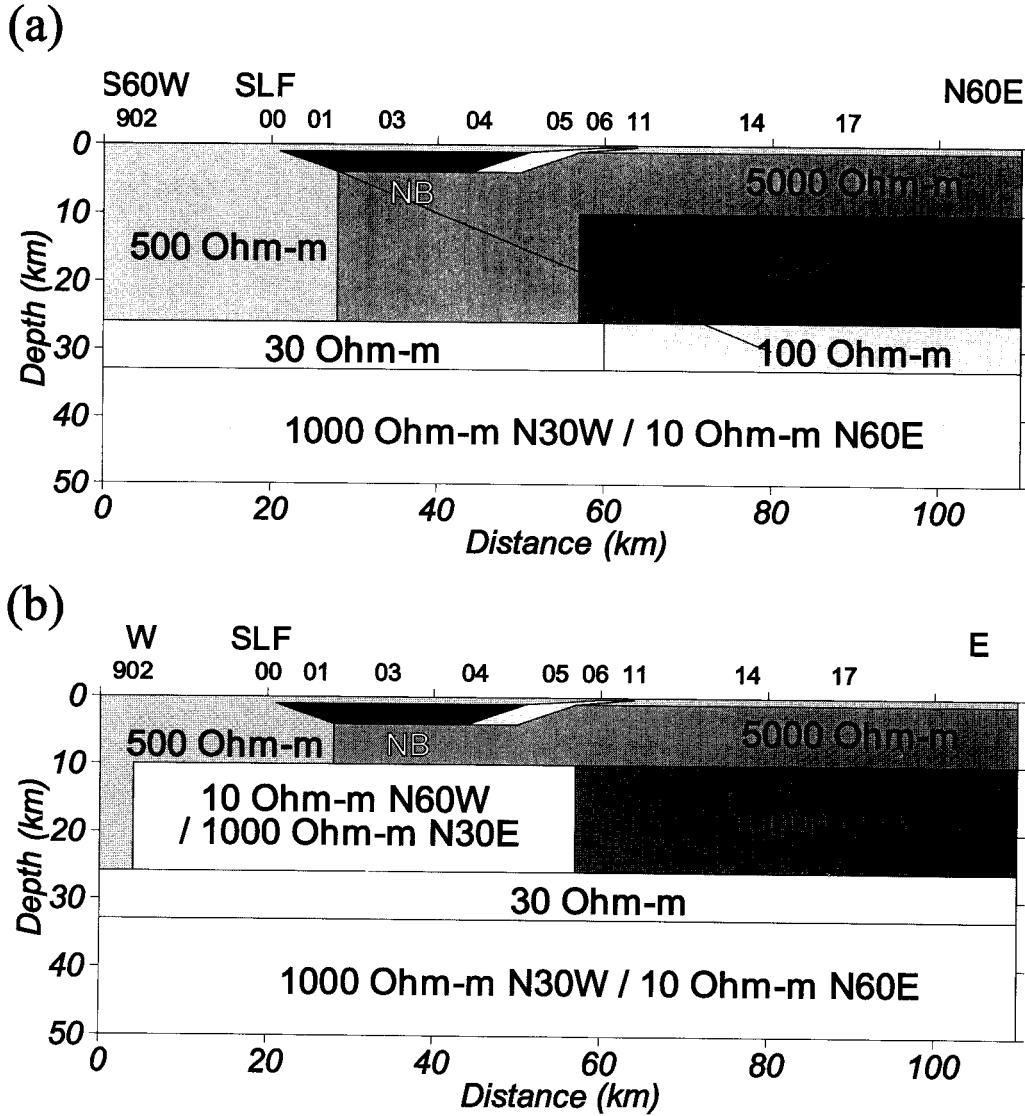 (a)
S60W SLF N60E
902 00 01 03 04 05 06 11 14 17
0
NB
5000 Ohm-m
10
500 Ohm-m
20
30
30 Ohm-m
100 Ohm-m
40
1000 Ohm-m N30W / 10 Ohm-m N60E
50
Depth (km)
0 20 40 60 80 100
Distance (km)
(b)
W SLF E
902 00 01 03 04 05 06 11 14 17
0
500 Ohm-m
NB
5000 Ohm-m
10
10 Ohm-m N60W
/ 1000 Ohm-m N30E
20
30
30 Ohm-m
40
1000 Ohm-m N30W / 10 Ohm-m N60E
50
Depth (km)
0 20 40 60 80 100
Distance (km)